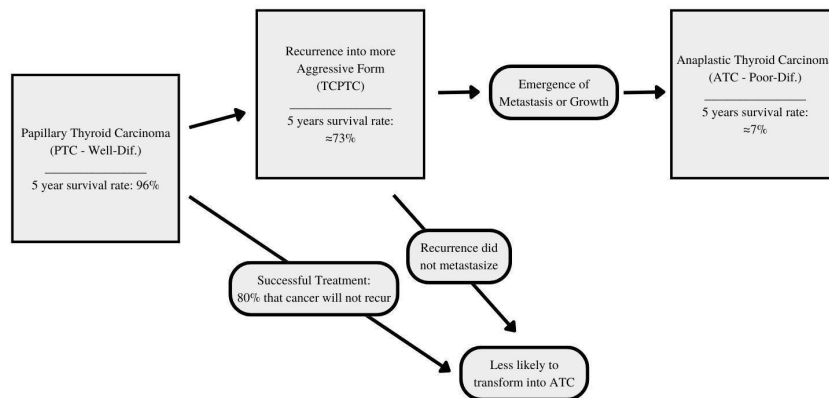 Papillary Thyroid Carcinoma
(PTC - Well-Dif.)
5 year survival rate: 96%
Recurrence into more
Aggressive Form
(TCPTC)
5 years survival rate:
≈73%
Emergence of
Metastasis or Growth
Anaplastic Thyroid Carcinoma
(ATC - Poor-Dif.)
5 years survival rate:
≈7%
Recurrence did
not metastasize
Successful Treatment:
80% that cancer will not recur
Less likely to
transform into ATC